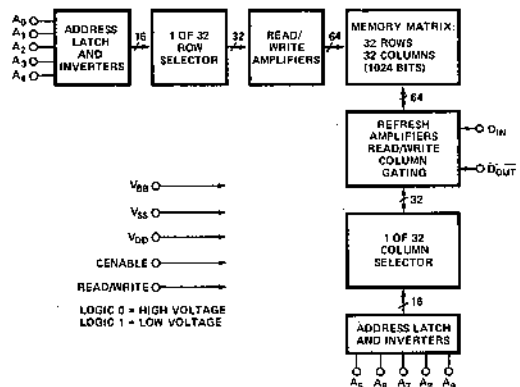 A0
A1
A2
A3
A4
ADDRESS
LATCH
AND
INVERTERS
16
1 OF 32
ROW
SELECTOR
32
READ/
WRITE
AMPLIFIERS
64
MEMORY MATRIX:
32 ROWS
32 COLUMNS
(1024 BITS)
64
REFRESH
AMPLIFIERS
READ/WRITE
COLUMN
GATING
DIN
DOUT
32
1 OF 32
COLUMN
SELECTOR
16
ADDRESS LATCH
AND INVERTERS
A7
VBB
VSS
VDD
CENABLE
READ/WRITE
LOGIC 0 = HIGH VOLTAGE
LOGIC 1 = LOW VOLTAGE